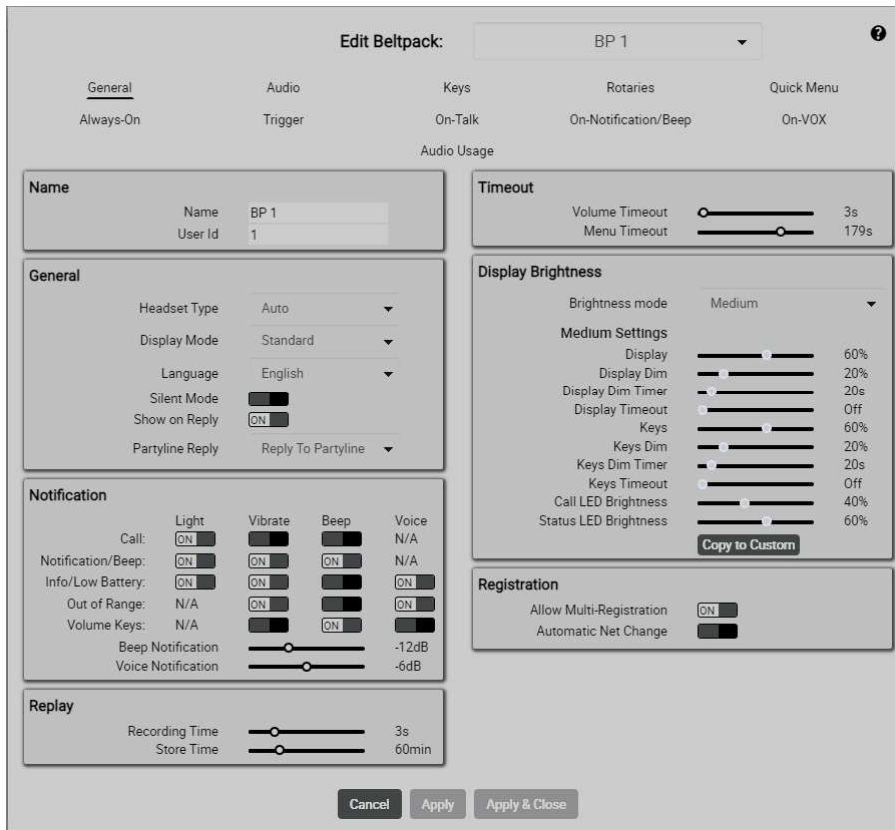 Edit Beltpack: BP 1 ?
General Audio Keys Rotaries Quick Menu
Always-On Trigger On-Talk On-Notification/Beep On-VOX
Audio Usage
Name
Name BP 1
User Id 1
General
Headset Type Auto
Display Mode Standard
Language English
Silent Mode
Show on Reply ON
Partyline Reply Reply To Partyline
Notification
Light Vibrate Beep Voice
Call: ON N/A
Notification/Beep: ON ON ON N/A
Info/Low Battery: ON ON ON
Out of Range: N/A ON ON
Volume Keys: N/A ON
Beep Notification -12dB
Voice Notification -6dB
Replay
Recording Time 3s
Store Time 60min
Timeout
Volume Timeout 3s
Menu Timeout 179s
Display Brightness
Brightness mode Medium
Medium Settings
Display 60%
Display Dim 20%
Display Dim Timer 20s
Display Timeout Off
Keys 60%
Keys Dim 20%
Keys Dim Timer 20s
Keys Timeout Off
Call LED Brightness 40%
Status LED Brightness 60%
Copy to Custom
Registration
Allow Multi-Registration ON
Automatic Net Change
Cancel Apply Apply & Close